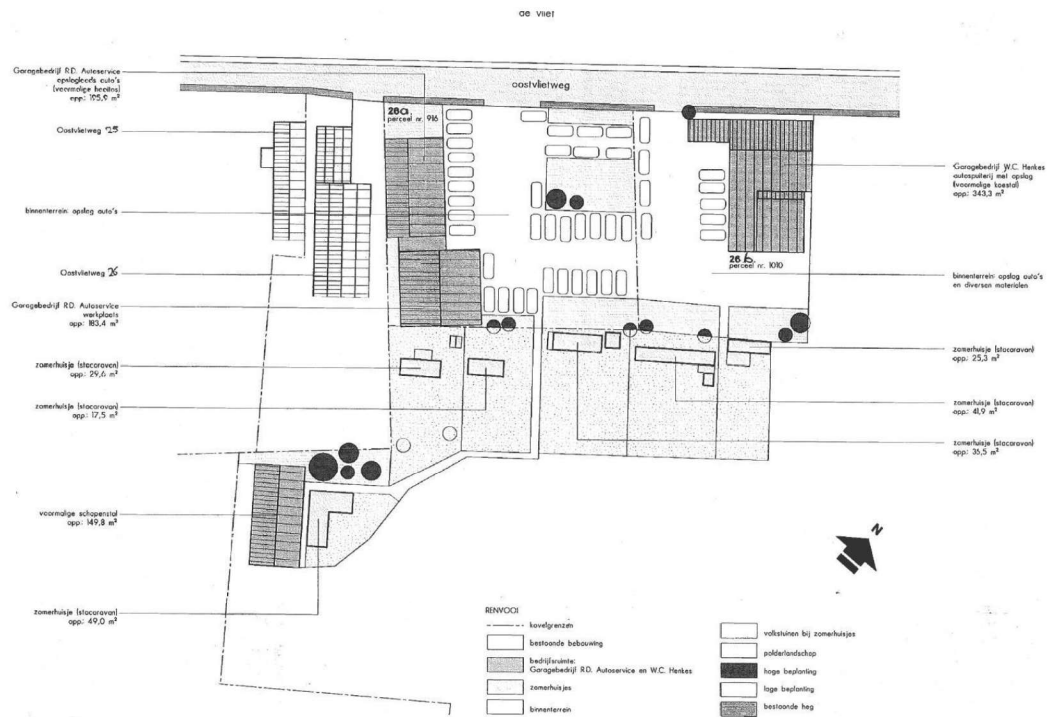 de vliet
oostvlietweg
Garagebedrijf R.D. Autoservice
opslagloods auto's
(voormalige heeltas)
opp.: 195,9 m²
28a.
perceel nr. 916
Oostvlietweg 25
binnenterrein: opslag auto's
Oostvlietweg 26
Garagebedrijf R.D. Autoservice
werkplaats
opp.: 183,4 m²
zomerhuisje (stacaravan)
opp.: 29,6 m²
zomerhuisje (stacaravan)
opp.: 17,5 m²
voormalige schapenstal
opp.: 149,8 m²
zomerhuisje (stacaravan)
opp.: 49,0 m²
Garagebedrijf W.C. Henkes
autospuiterij met opslag
(voormalige koestal)
opp.: 343,3 m²
28b.
perceel nr. 1010
binnenterrein: opslag auto's
en diversen materialen
zomerhuisje (stacaravan)
opp.: 25,3 m²
zomerhuisje (stacaravan)
opp.: 41,9 m²
zomerhuisje (stacaravan)
opp.: 36,5 m²
N
RENVOOI
kavelgrenzen
bestaande bebouwing
bedrijfsruimte:
Garagebedrijf R.D. Autoservice en W.C. Henkes
zomerhuisjes
binnenterrein
volkstuinen bij zomerhuisjes
polderlandschap
hoge beplanting
lage beplanting
bestaande heg